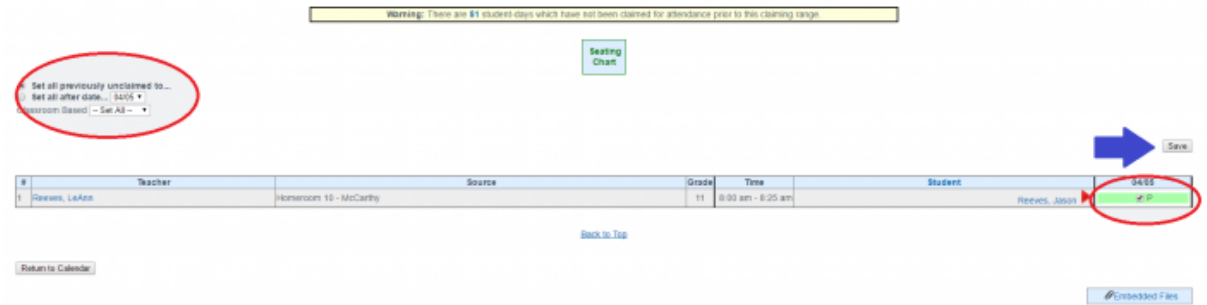 Warning: There are 51 student-days which have not been claimed for attendance prior to this claiming range.
Seating
Chart
Set all previously unclaimed to...
Set all after date... 04/05
Classroom Based -- Set All --
Save
# Teacher Source Grade Time Student 04/05
1 Reeves, LeAnn Homeroom 10 - McCarthy 11 8:00 am - 8:25 am Reeves, Jason P
Back to Top
Return to Calendar
Embedded Files